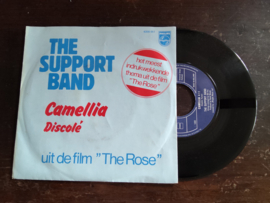 PHILIPS
THE
SUPPORT
BAND
het meest
indrukwekkende
thema uit de film
"The Rose"
Camellia
Discolé
uit de film "The Rose"